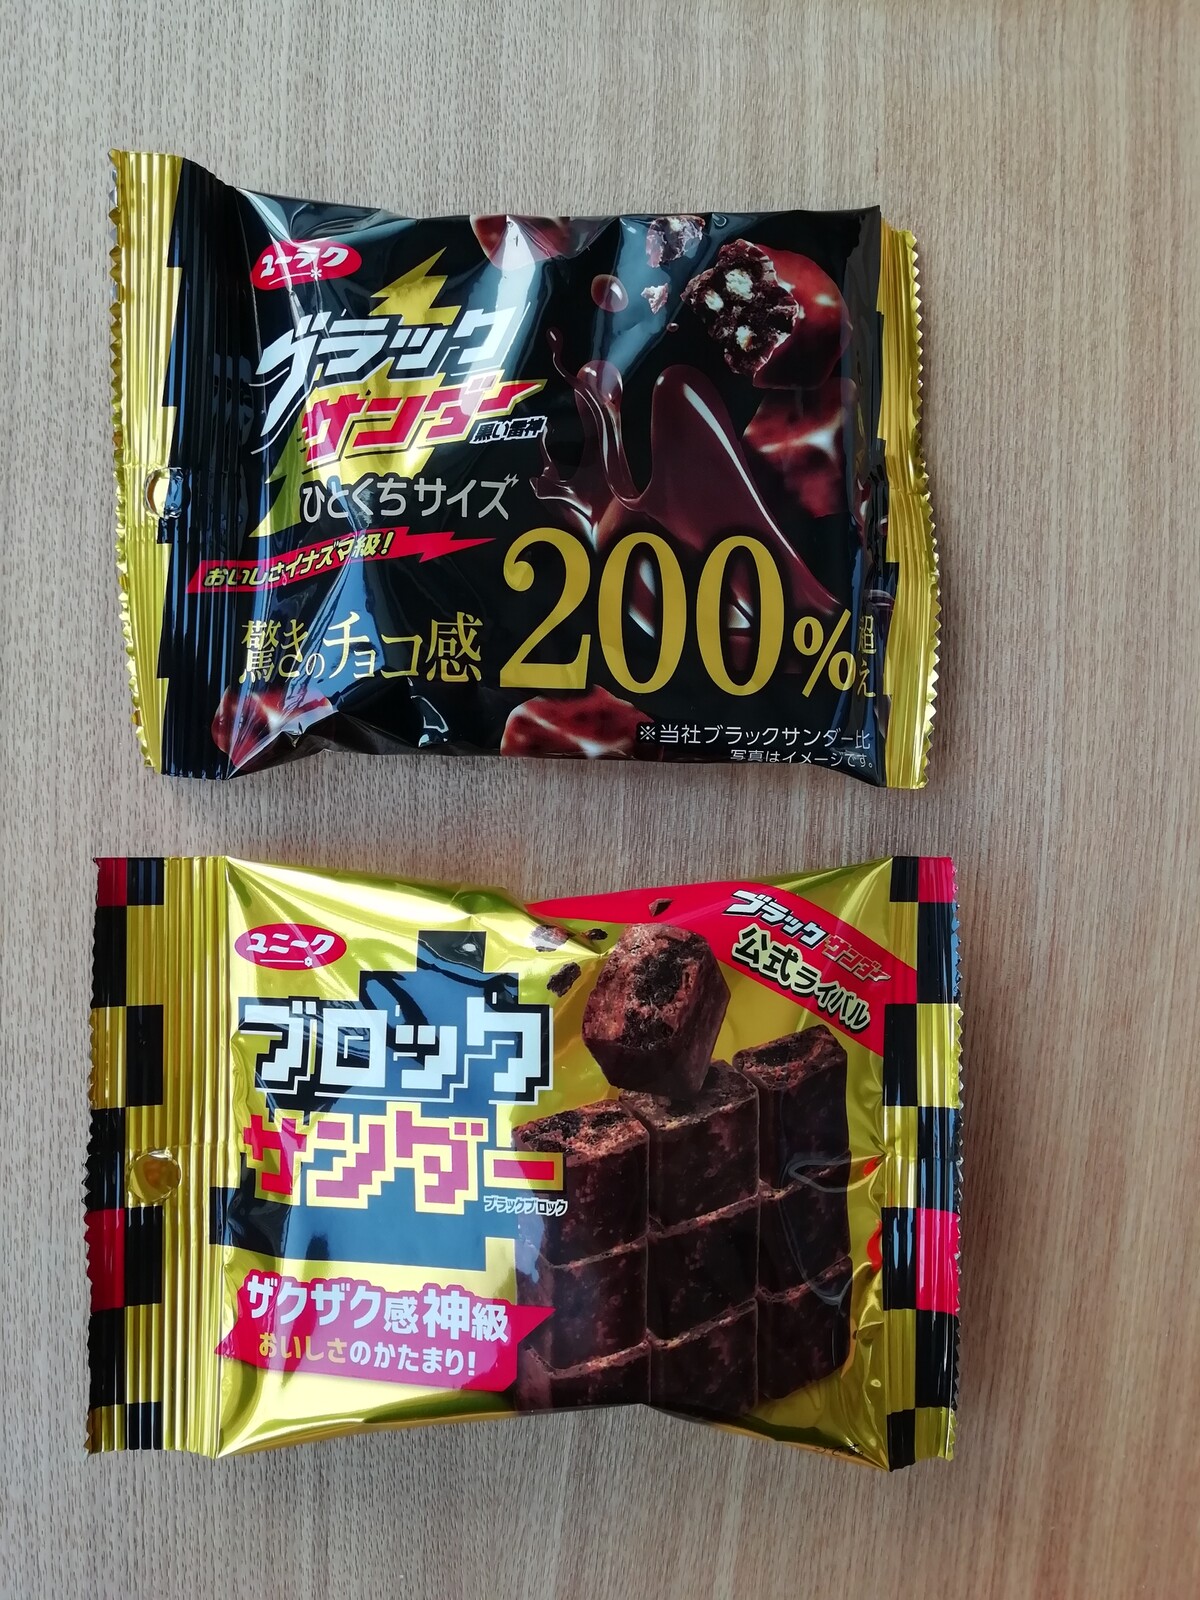 ユーラク
ブラック
サンダー
黒い雷神
ひとくちサイズ
おいしさイナズマ級!
驚きのチョコ感200%超え
※当社ブラックサンダー比
写真はイメージです。
ユニーク
ブラックサンダー
公式ライバル
ブロック
サンダー
ブラックブロック
ザクザク感神級
おいしさのかたまり!